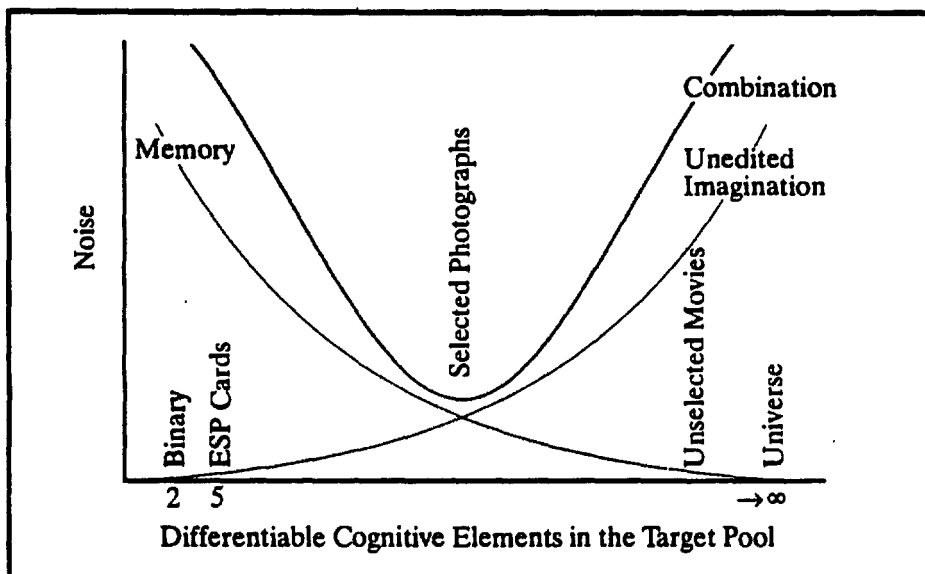 Combination
Memory
Unedited
Imagination
Noise
Selected Photographs
Unselected Movies
Universe
Binary
ESP Cards
2
5
→ ∞
Differentiable Cognitive Elements in the Target Pool